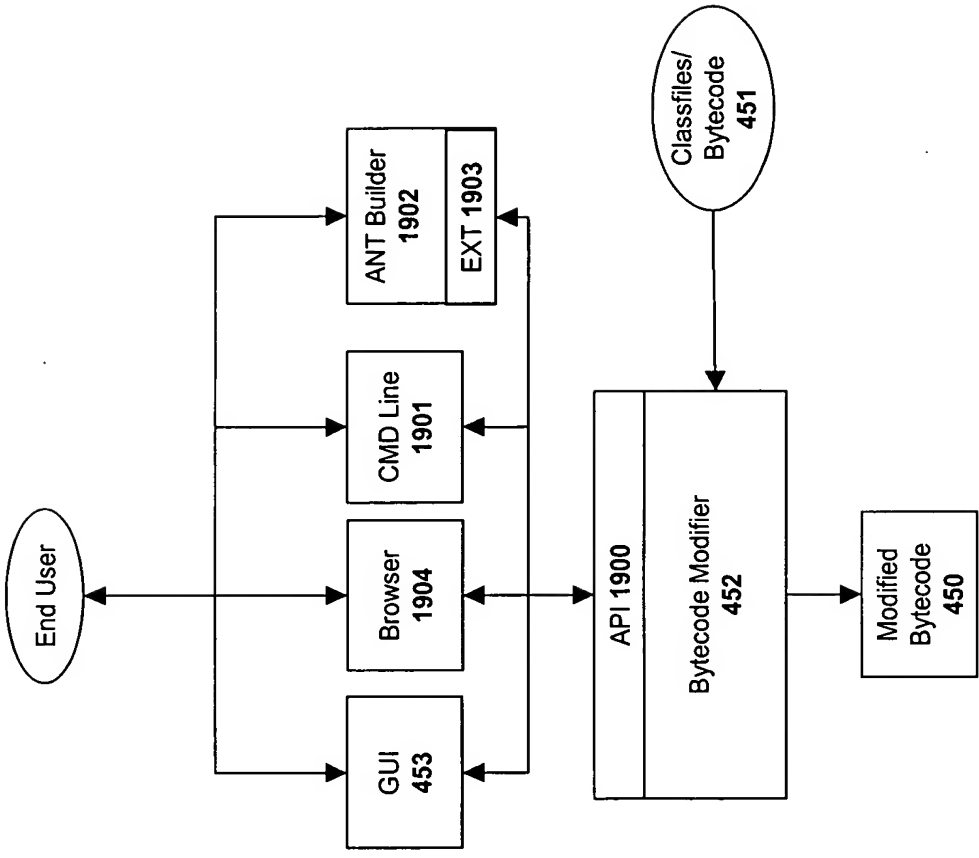 End User
GUI
453
Browser
1904
CMD Line
1901
ANT Builder
1902
EXT 1903
API 1900
Bytecode Modifier
452
Classfiles/
Bytecode
451
Modified
Bytecode
450